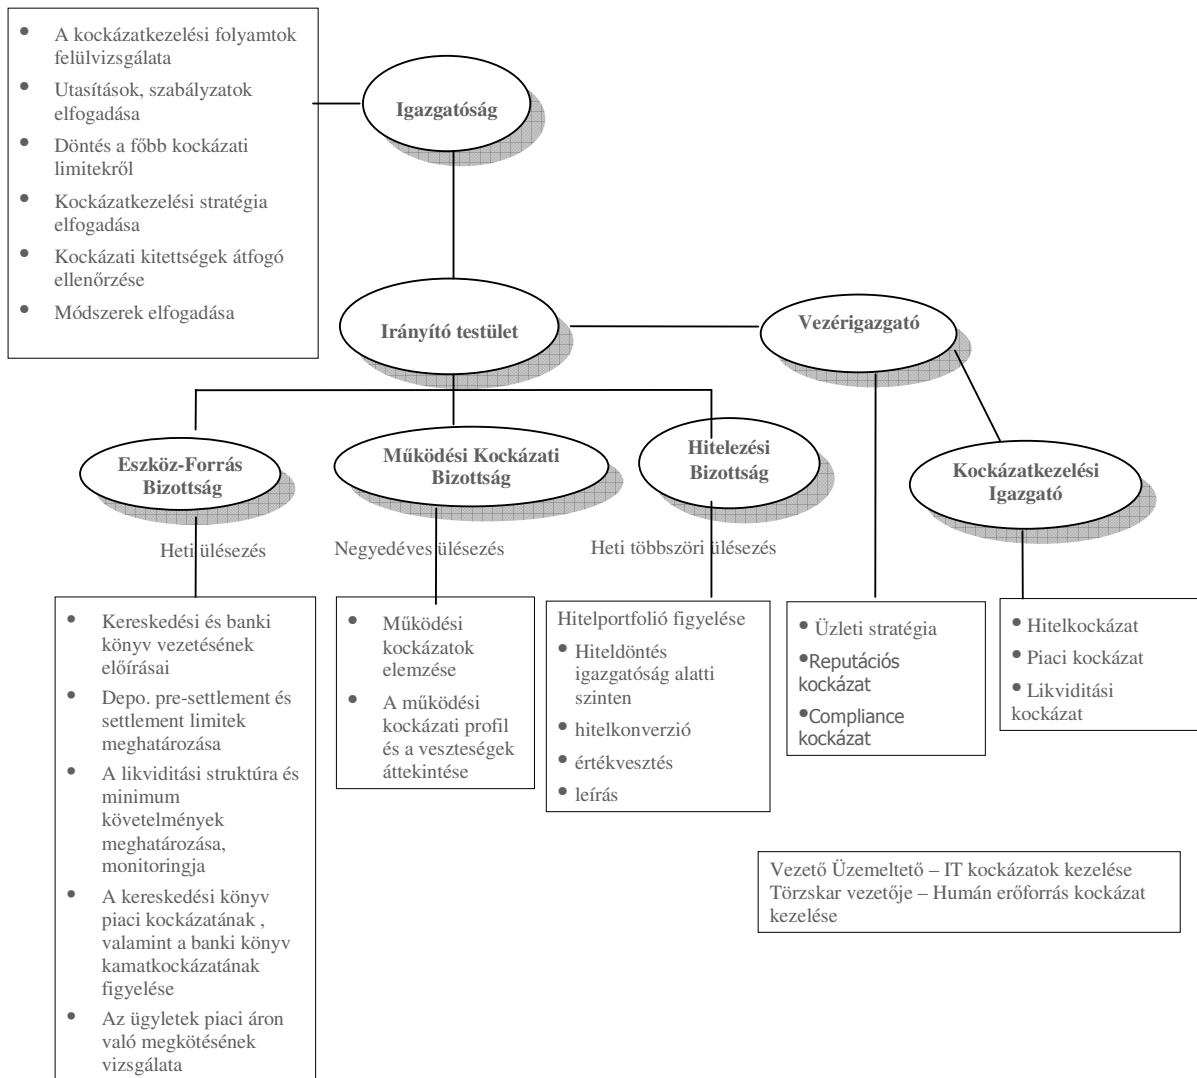 • A kockázatkezelési folyamtok
felülvizsgálata
• Utasítások, szabályzatok
elfogadása
• Döntés a főbb kockázati
limitekről
• Kockázatkezelési stratégia
elfogadása
• Kockázati kitettségek átfogó
ellenőrzése
• Módszerek elfogadása
Igazgatóság
Irányító testület
Vezérigazgató
Eszköz-Forrás
Bizottság
Működési Kockázati
Bizottság
Hitelezési
Bizottság
Kockázatkezelési
Igazgató
Heti ülésezés
Negyedéves ülésezés
Heti többszöri ülésezés
• Kereskedési és banki
könyv vezetésének
előírásai
• Depo. pre-settlement és
settlement limitek
meghatározása
• A likviditási struktúra és
minimum
követelmények
meghatározása,
monitoringja
• A kereskedési könyv
piaci kockázatának ,
valamint a banki könyv
kamatkockázatának
figyelése
• Az ügyletek piaci áron
való megkötésének
vizsgálata
• Működési
kockázatok
elemzése
• A működési
kockázati profil
és a veszteségek
áttekintése
Hitelportfolió figyelése
• Hiteldöntés
igazgatóság alatti
szinten
• hitelkonverzió
• értékvesztés
• leírás
• Üzleti stratégia
•Reputációs
kockázat
•Compliance
kockázat
• Hitelkockázat
• Piaci kockázat
• Likviditási
kockázat
Vezető Üzemeltető – IT kockázatok kezelése
Törzskar vezetője – Humán erőforrás kockázat
kezelése